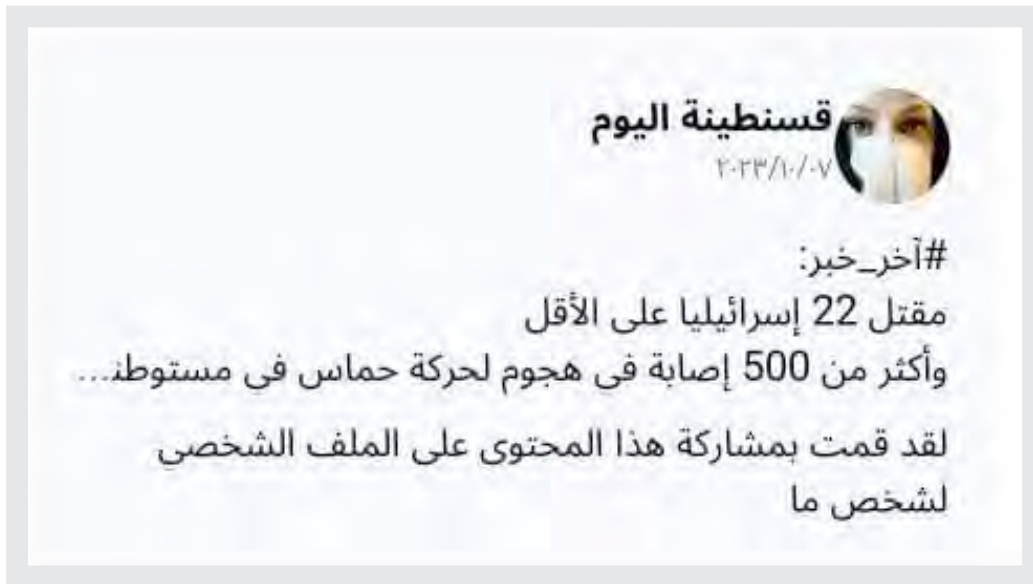 قسنطينة اليوم
٢٠٢٣/١٠/٠٧
#آخر_خبر:
مقتل 22 إسرائيليا على الأقل
وأكثر من 500 إصابة في هجوم لحركة حماس في مستوطنـ...
لقد قمت بمشاركة هذا المحتوى على الملف الشخصي
لشخص ما